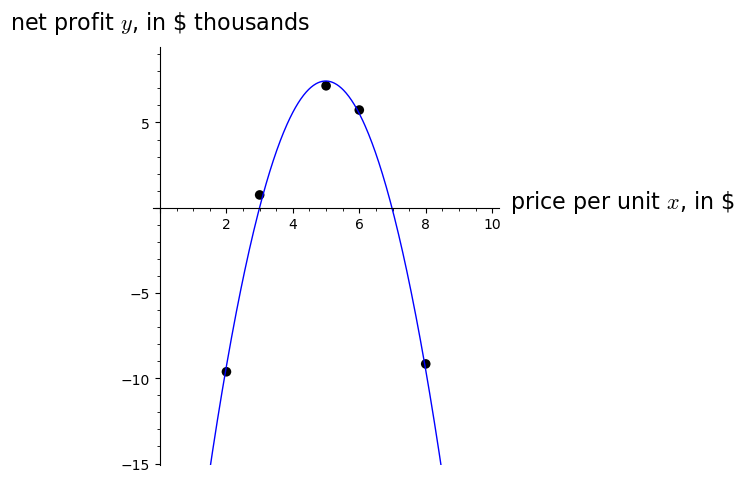 net profit y, in $ thousands
5
price per unit x, in $
2 4 6 8 10
−5
−10
−15